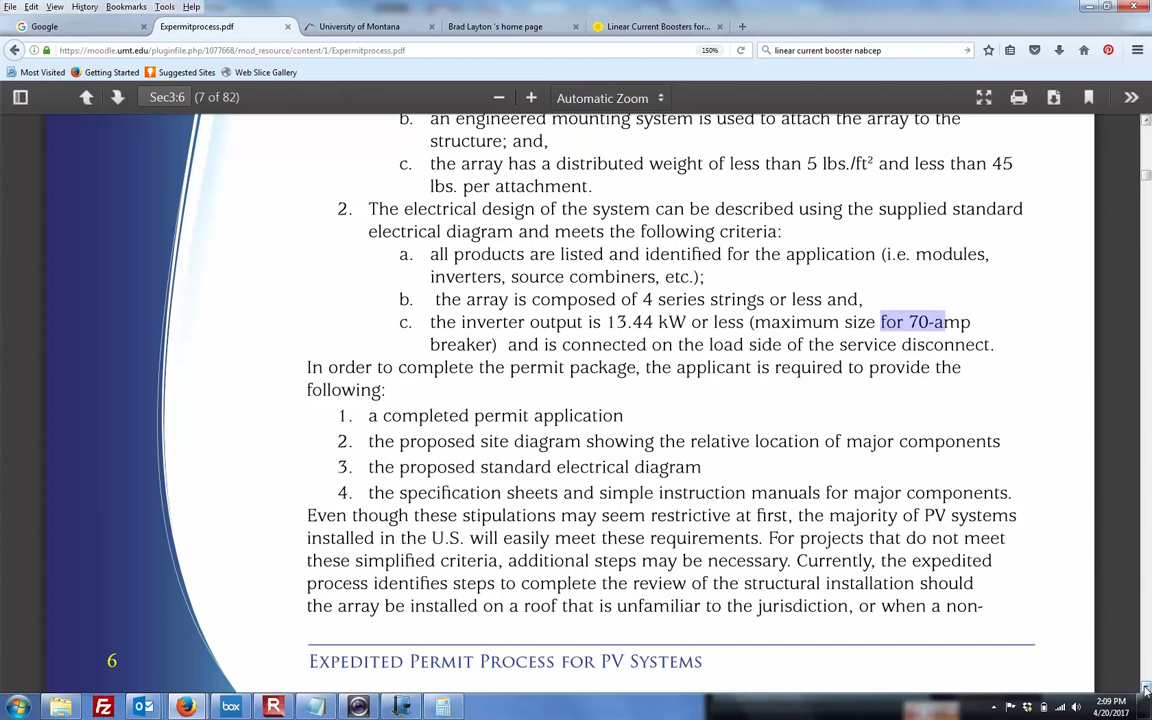 File Edit View History Bookmarks Tools Help
Google
Expermitprocess.pdf
University of Montana
Brad Layton 's home page
Linear Current Boosters for...
https://moodle.umt.edu/pluginfile.php/1077668/mod_resource/content/1/Expermitprocess.pdf
150%
linear current booster nabcep
Most Visited Getting Started Suggested Sites Web Slice Gallery
Sec3:6 (7 of 82)
Automatic Zoom
b. an engineered mounting system is used to attach the array to the
structure; and,
c. the array has a distributed weight of less than 5 lbs./ft² and less than 45
lbs. per attachment.
2. The electrical design of the system can be described using the supplied standard
electrical diagram and meets the following criteria:
a. all products are listed and identified for the application (i.e. modules,
inverters, source combiners, etc.);
b. the array is composed of 4 series strings or less and,
c. the inverter output is 13.44 kW or less (maximum size for 70-amp
breaker) and is connected on the load side of the service disconnect.
In order to complete the permit package, the applicant is required to provide the
following:
1. a completed permit application
2. the proposed site diagram showing the relative location of major components
3. the proposed standard electrical diagram
4. the specification sheets and simple instruction manuals for major components.
Even though these stipulations may seem restrictive at first, the majority of PV systems
installed in the U.S. will easily meet these requirements. For projects that do not meet
these simplified criteria, additional steps may be necessary. Currently, the expedited
process identifies steps to complete the review of the structural installation should
the array be installed on a roof that is unfamiliar to the jurisdiction, or when a non-
6
Expedited Permit Process for PV Systems
box
2:09 PM
4/20/2017